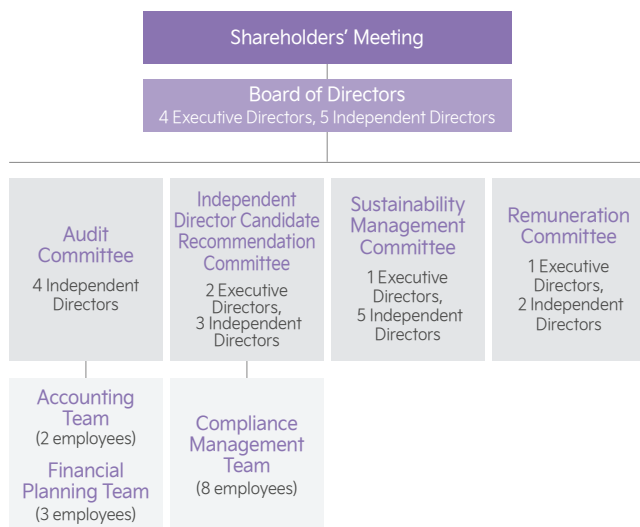 Shareholders’ Meeting
Board of Directors
4 Executive Directors, 5 Independent Directors
Audit
Committee
4 Independent
Directors
Independent
Director Candidate
Recommendation
Committee
2 Executive
Directors,
3 Independent
Directors
Sustainability
Management
Committee
1 Executive
Directors,
5 Independent
Directors
Remuneration
Committee
1 Executive
Directors,
2 Independent
Directors
Accounting
Team
(2 employees)
Financial
Planning Team
(3 employees)
Compliance
Management
Team
(8 employees)